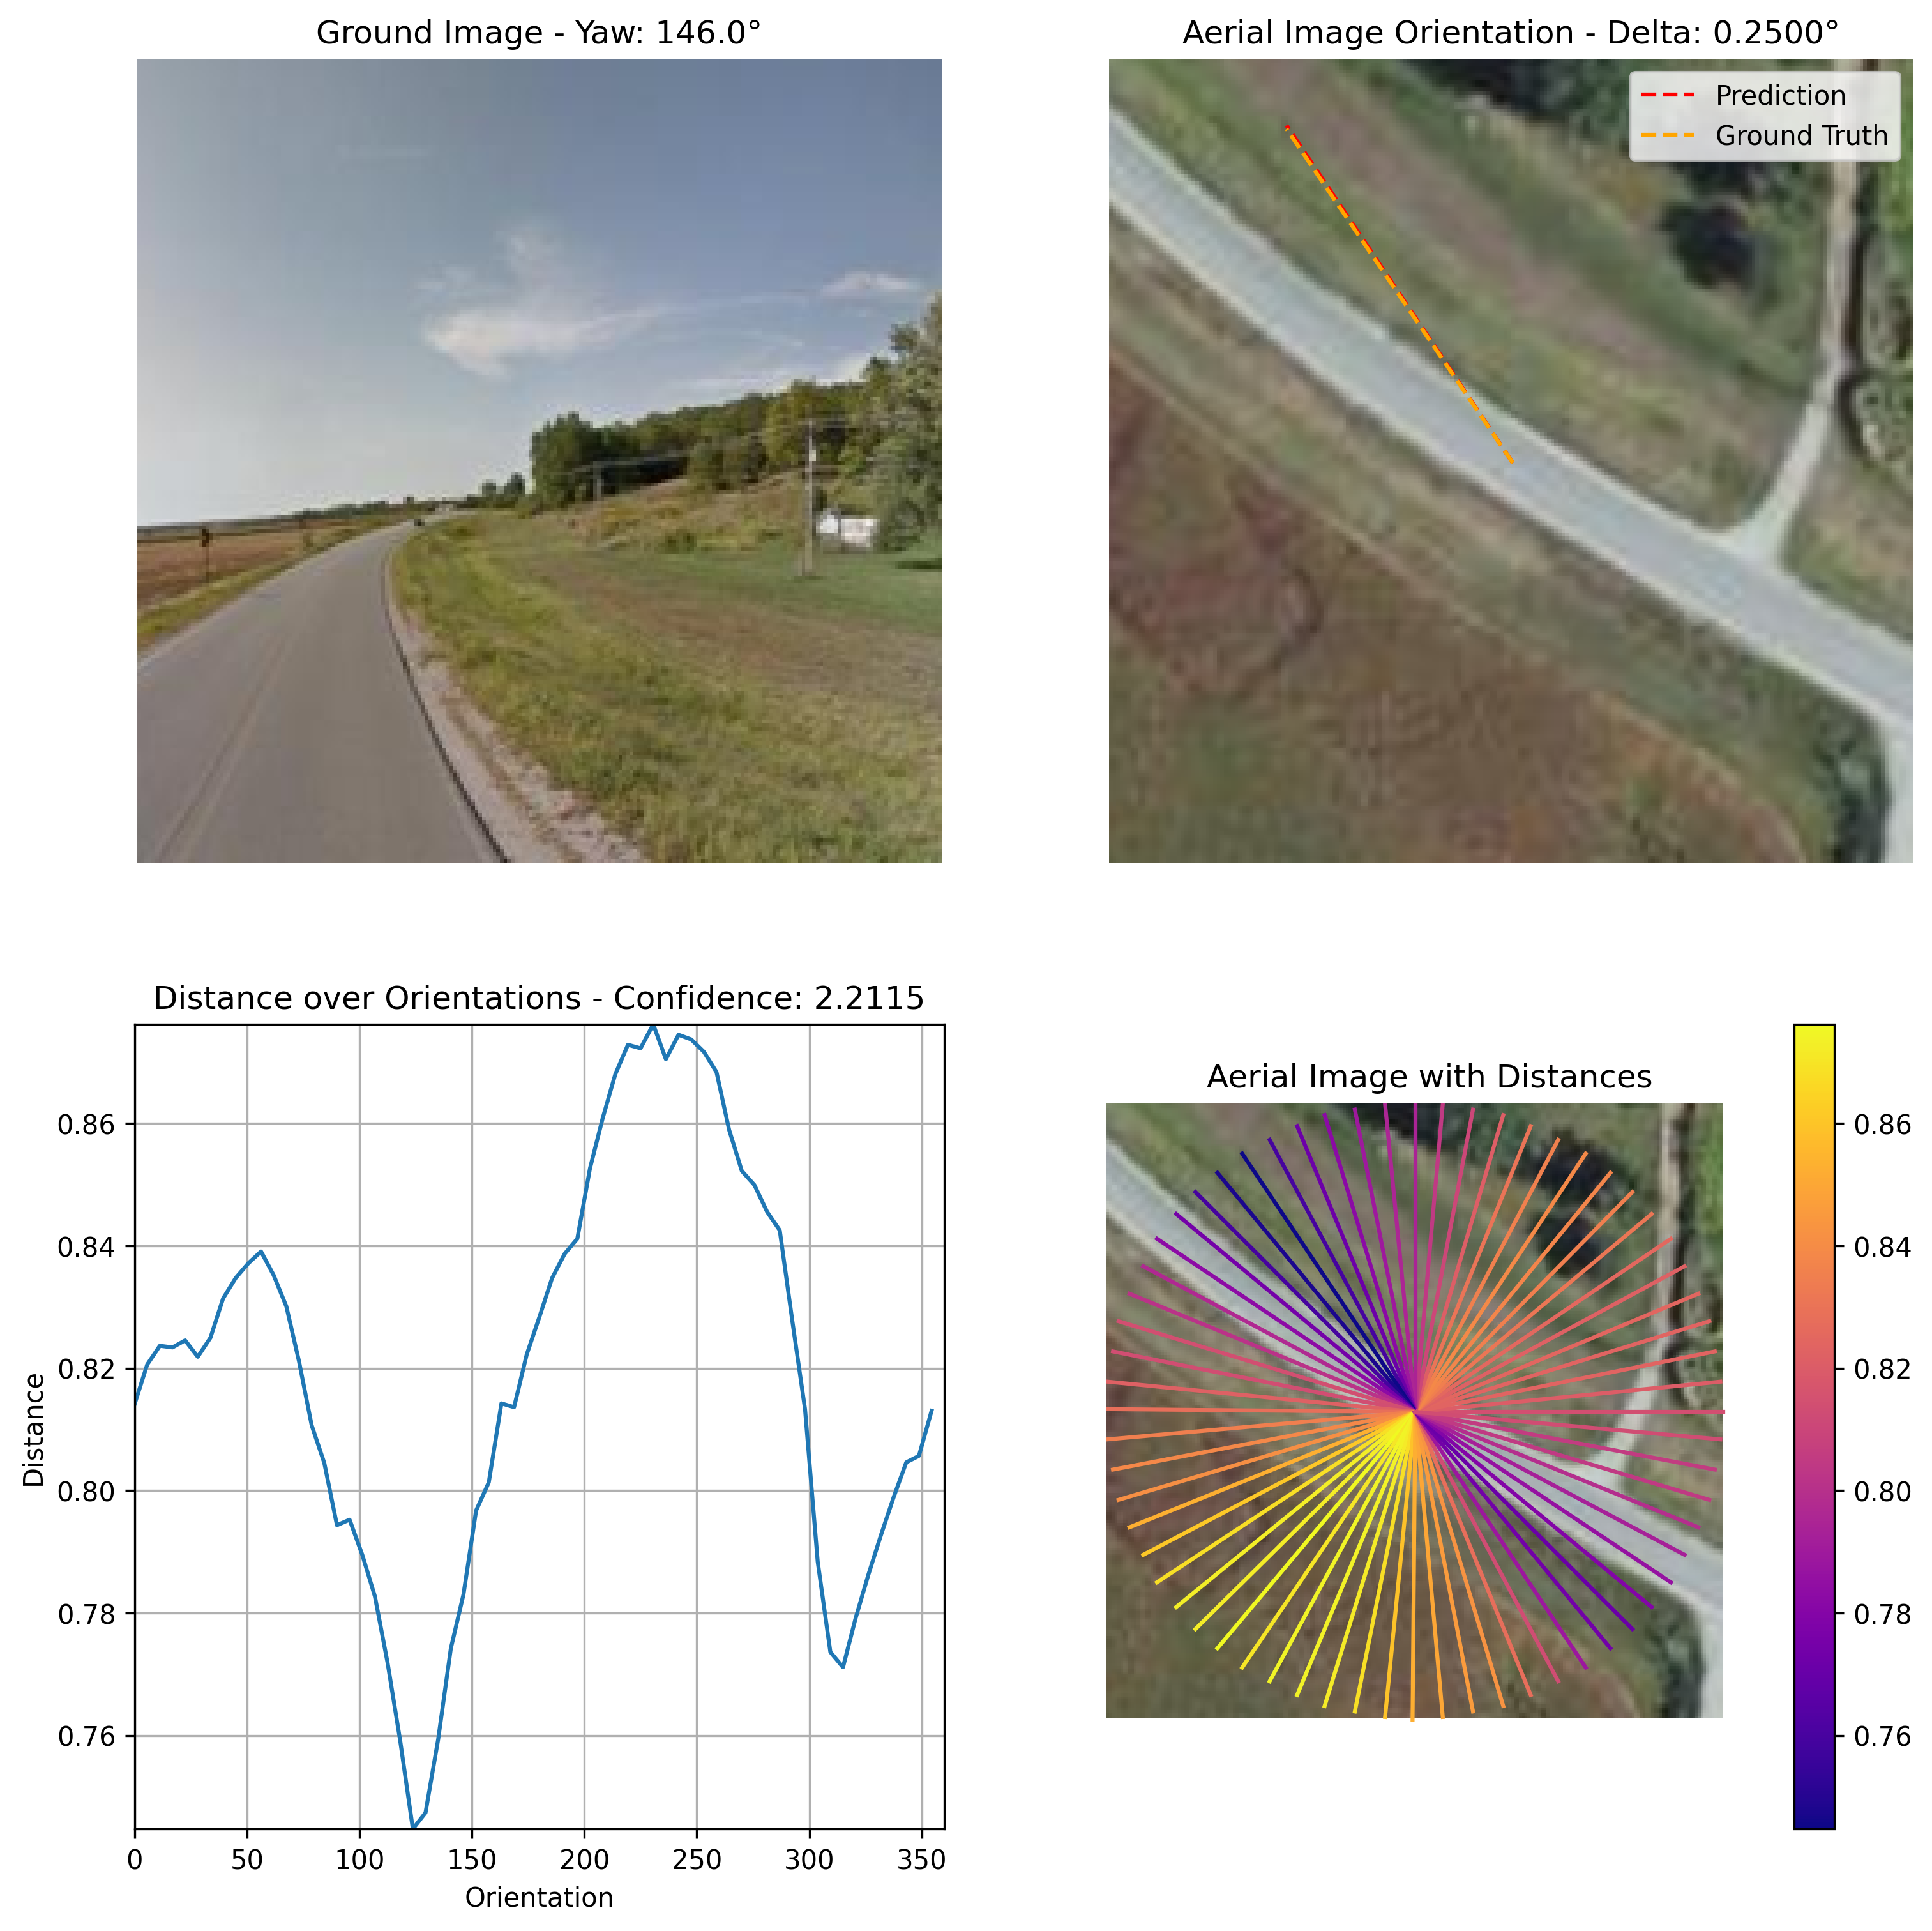 Ground Image - Yaw: 146.0°
Aerial Image Orientation - Delta: 0.2500°
Prediction
Ground Truth
Distance over Orientations - Confidence: 2.2115
0.86
0.84
0.82
0.80
0.78
0.76
Distance
0
50
100
150
200
250
300
350
Orientation
Aerial Image with Distances
0.86
0.84
0.82
0.80
0.78
0.76